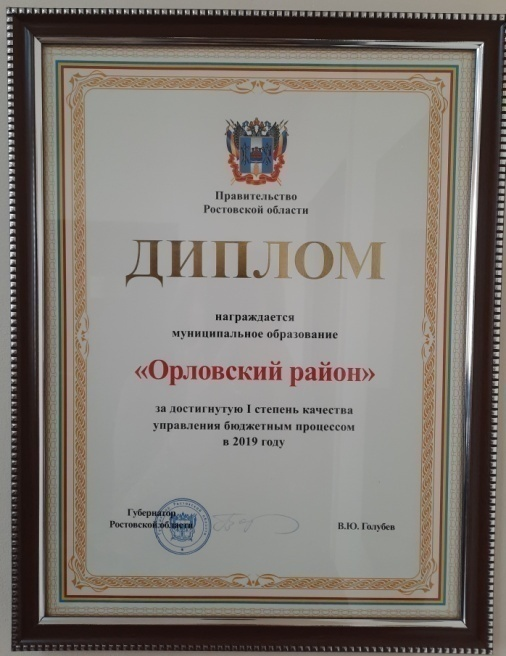 Правительство
Ростовской области
ДИПЛОМ
награждается
муниципальное образование
«Орловский район»
за достигнутую I степень качества
управления бюджетным процессом
в 2019 году
Губернатор
Ростовской области
В.Ю. Голубев